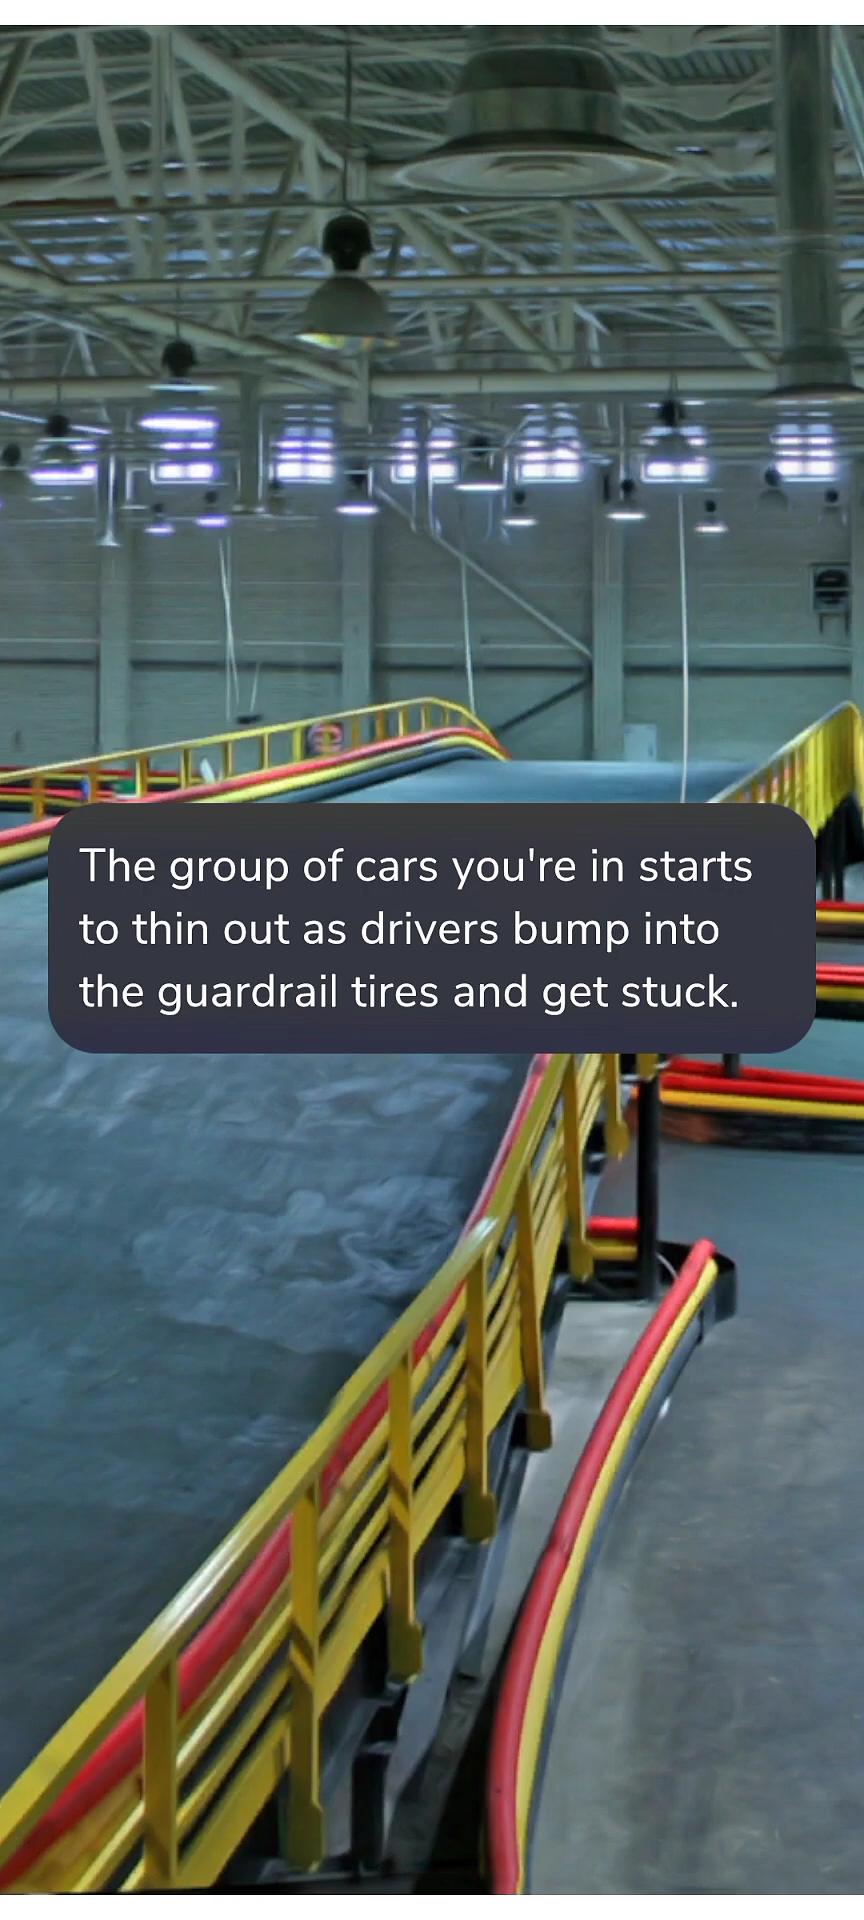 The group of cars you're in starts
to thin out as drivers bump into
the guardrail tires and get stuck.